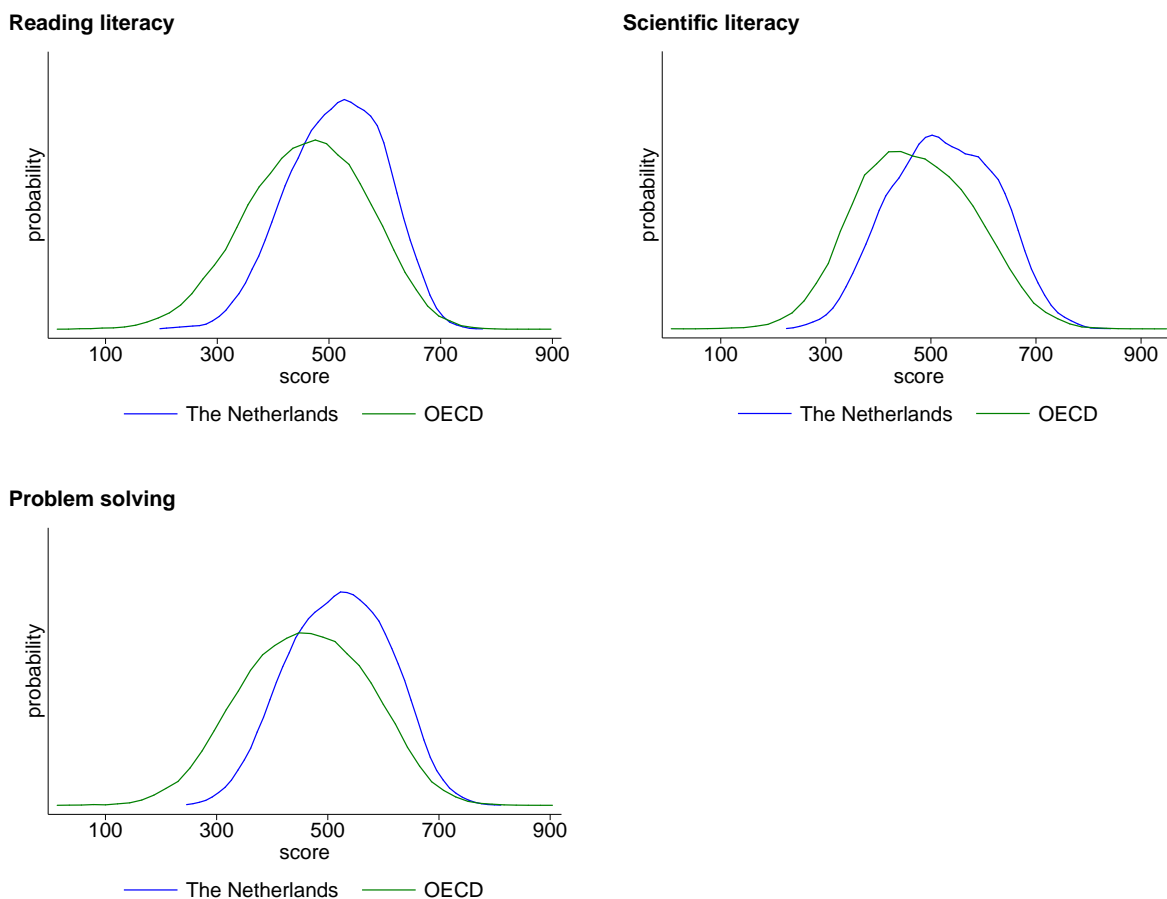 Reading literacy
probability
100 300 500 700 900
score
The Netherlands OECD
Scientific literacy
probability
100 300 500 700 900
score
The Netherlands OECD
Problem solving
probability
100 300 500 700 900
score
The Netherlands OECD